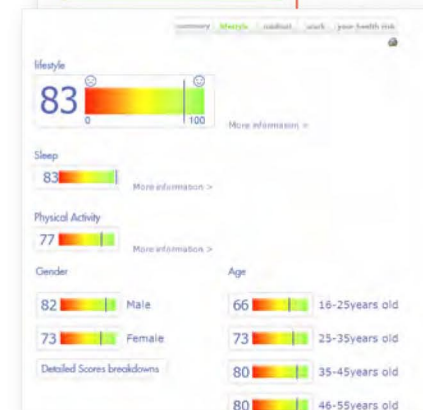 summary lifestyle medical work your health risk
lifestyle
83
0 100
More information >
Sleep
83
More information >
Physical Activity
77
More information >
Gender
Age
82 Male
66 16-25years old
73 Female
73 25-35years old
Detailed Scores breakdowns
80 35-45years old
80 46-55years old